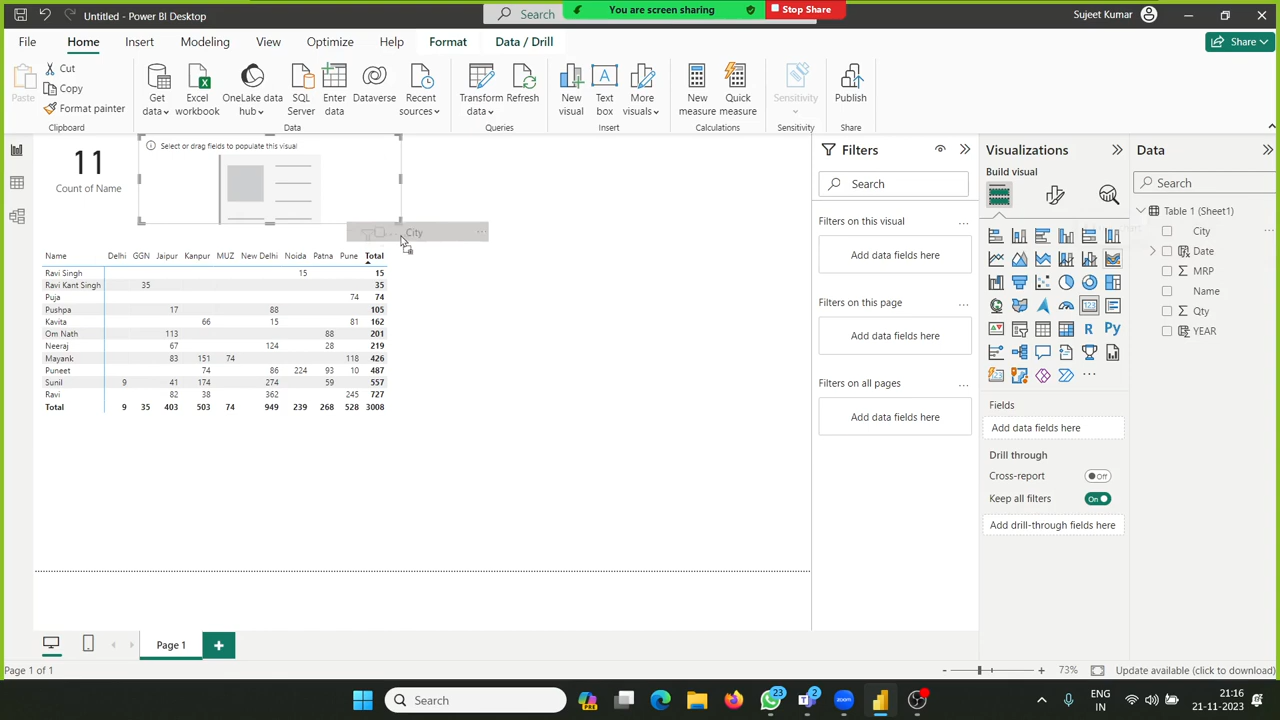 Untitled - Power BI Desktop
Search
You are screen sharing
Stop Share
Sujeet Kumar
File
Home
Insert
Modeling
View
Optimize
Help
Format
Data / Drill
Share
Paste
Cut
Copy
Format painter
Get data
Excel workbook
OneLake data hub
SQL Server
Enter data
Dataverse
Recent sources
Transform data
Refresh
New visual
Text box
More visuals
New measure
Quick measure
Sensitivity
Publish
Clipboard
Data
Queries
Insert
Calculations
Sensitivity
Share
11
Count of Name
Select or drag fields to populate this visual
City
Name Delhi GGN Jaipur Kanpur MUZ New Delhi Noida Patna Pune Total
Ravi Singh 15 15
Ravi Kant Singh 35 35
Puja 74 74
Pushpa 17 88 105
Kavita 66 15 81 162
Om Nath 113 88 201
Neeraj 67 124 28 219
Mayank 83 151 74 118 426
Puneet 74 86 224 93 10 487
Sunil 9 41 174 274 59 557
Ravi 82 38 362 245 727
Total 9 35 403 503 74 949 239 268 528 3008
Filters
Search
Filters on this visual
Add data fields here
Filters on this page
Add data fields here
Filters on all pages
Add data fields here
Visualizations
Build visual
R
Py
123
Fields
Add data fields here
Drill through
Cross-report
Off
Keep all filters
On
Add drill-through fields here
Data
Search
Table 1 (Sheet1)
City
Date
MRP
Name
Qty
YEAR
Page 1
Page 1 of 1
73%
Update available (click to download)
Search
PRE
23
2
zoom
ENG
IN
21:16
21-11-2023